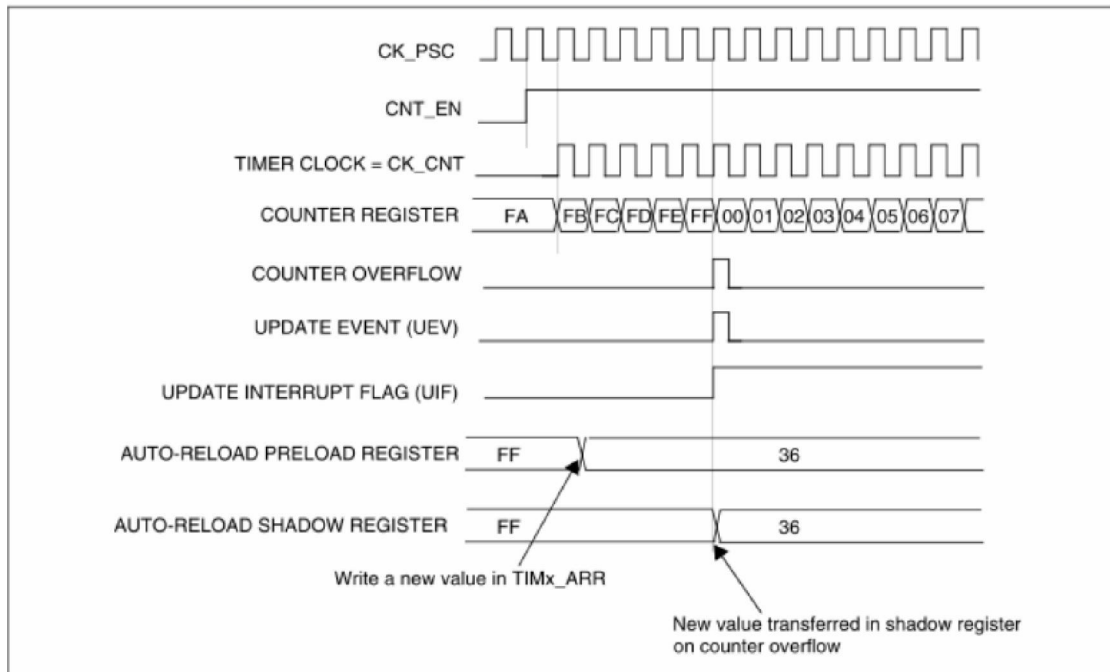 CK_PSC
CNT_EN
TIMER CLOCK = CK_CNT
COUNTER REGISTER FA FB FC FD FE FF 00 01 02 03 04 05 06 07
COUNTER OVERFLOW
UPDATE EVENT (UEV)
UPDATE INTERRUPT FLAG (UIF)
AUTO-RELOAD PRELOAD REGISTER FF 36
AUTO-RELOAD SHADOW REGISTER FF 36
Write a new value in TIMx_ARR
New value transferred in shadow register
on counter overflow